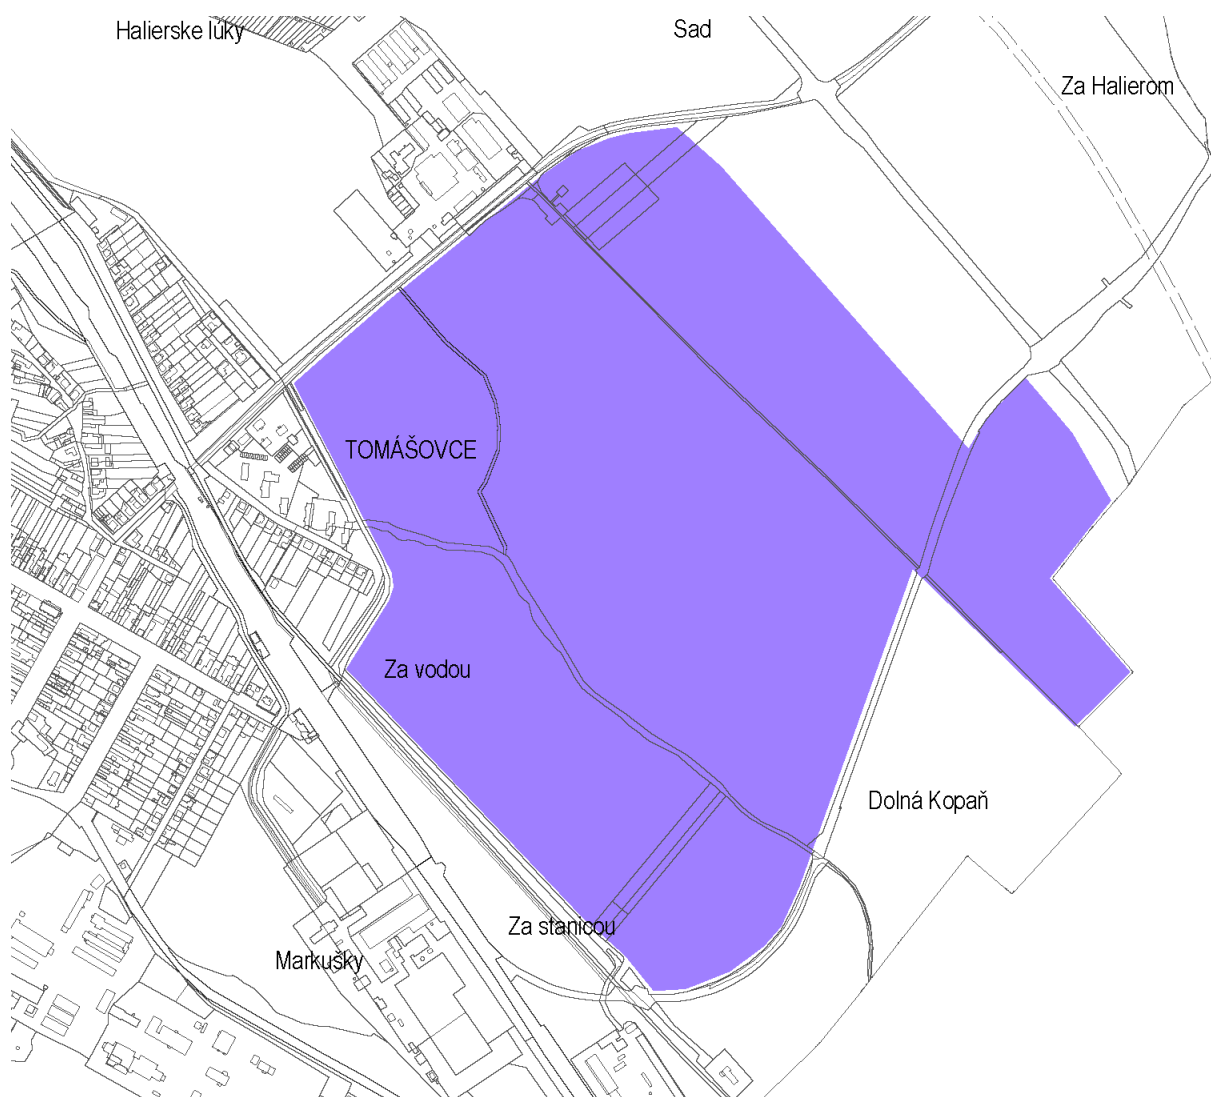 Halierske lúky
Sad
Za Halierom
TOMÁŠOVCE
Za vodou
Dolná Kopaň
Za stanicou
Markušky